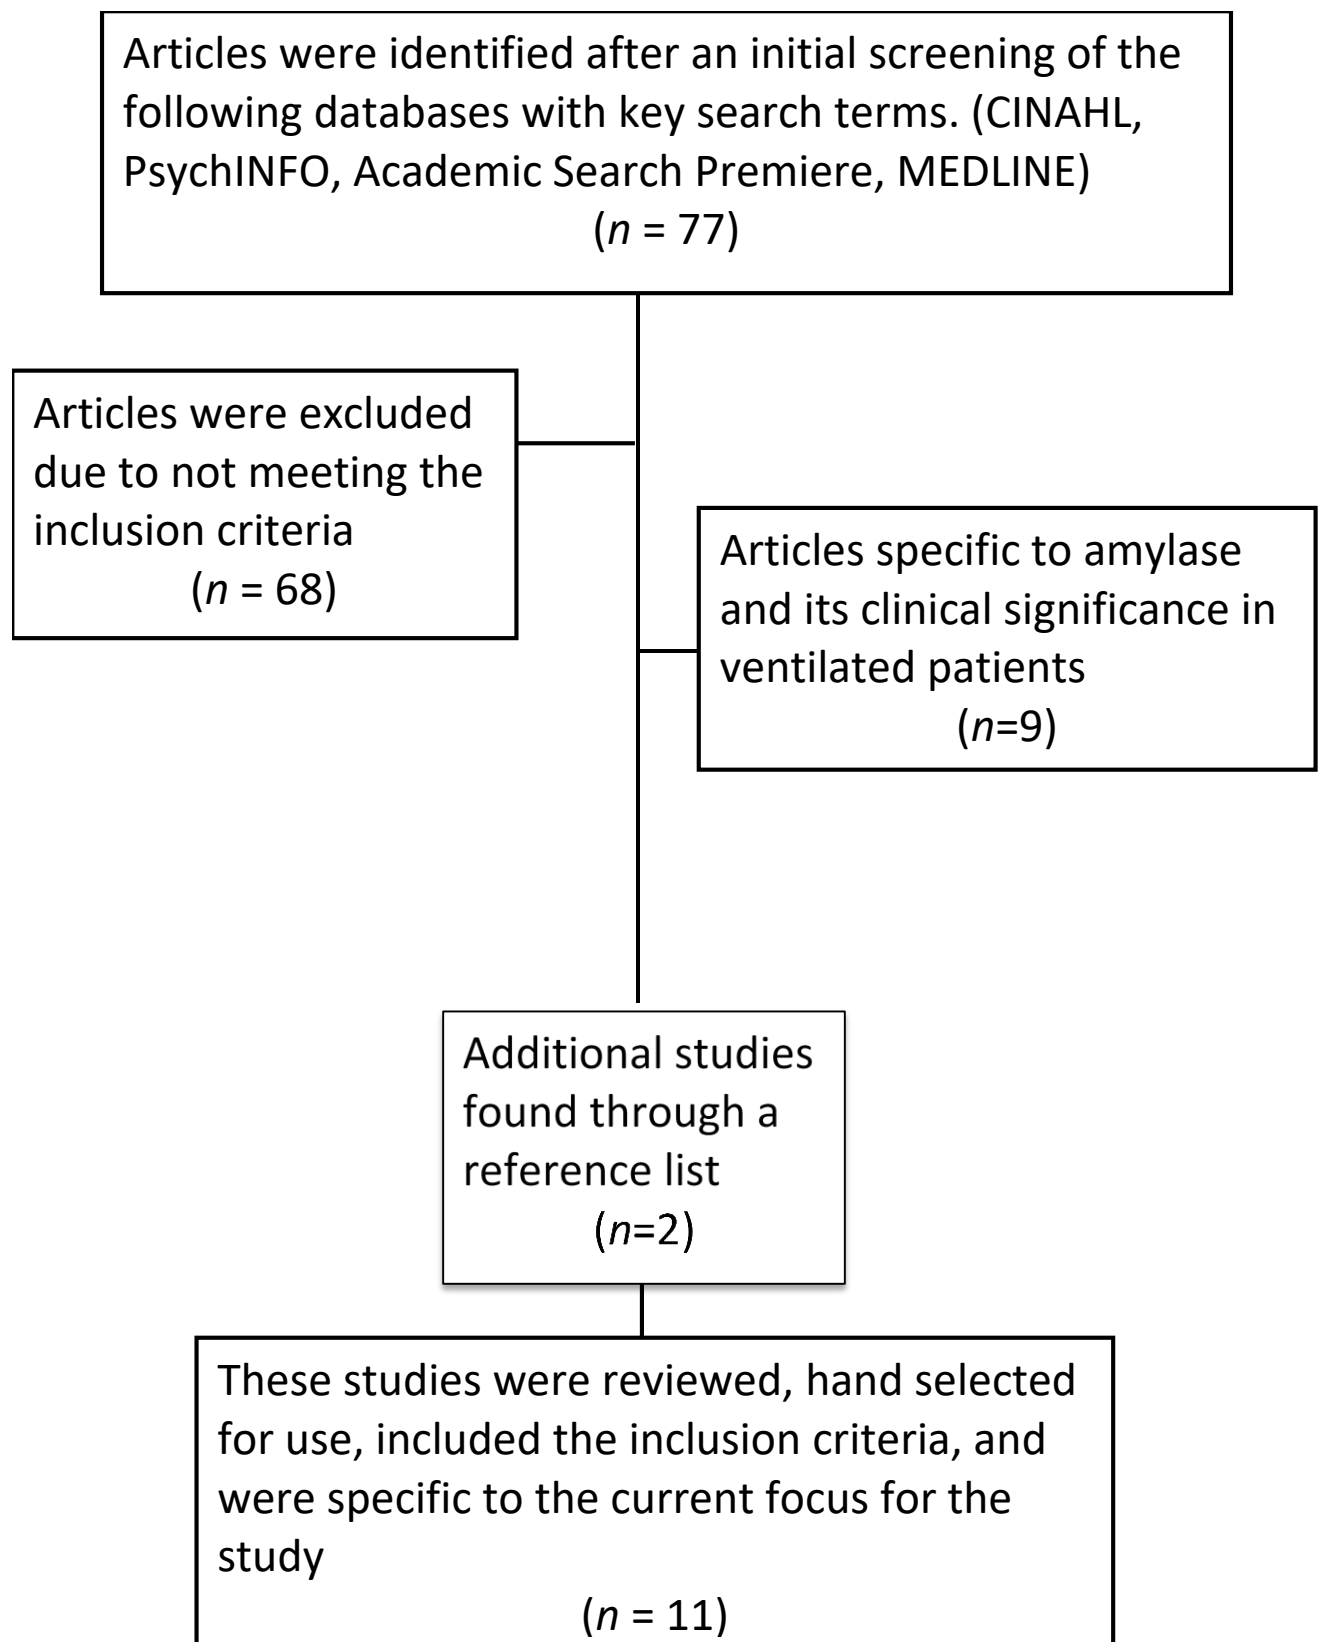 Articles were identified after an initial screening of the
following databases with key search terms. (CINAHL,
PsychINFO, Academic Search Premiere, MEDLINE)
(n = 77)
Articles were excluded
due to not meeting the
inclusion criteria
(n = 68)
Articles specific to amylase
and its clinical significance in
ventilated patients
(n=9)
Additional studies
found through a
reference list
(n=2)
These studies were reviewed, hand selected
for use, included the inclusion criteria, and
were specific to the current focus for the
study
(n = 11)